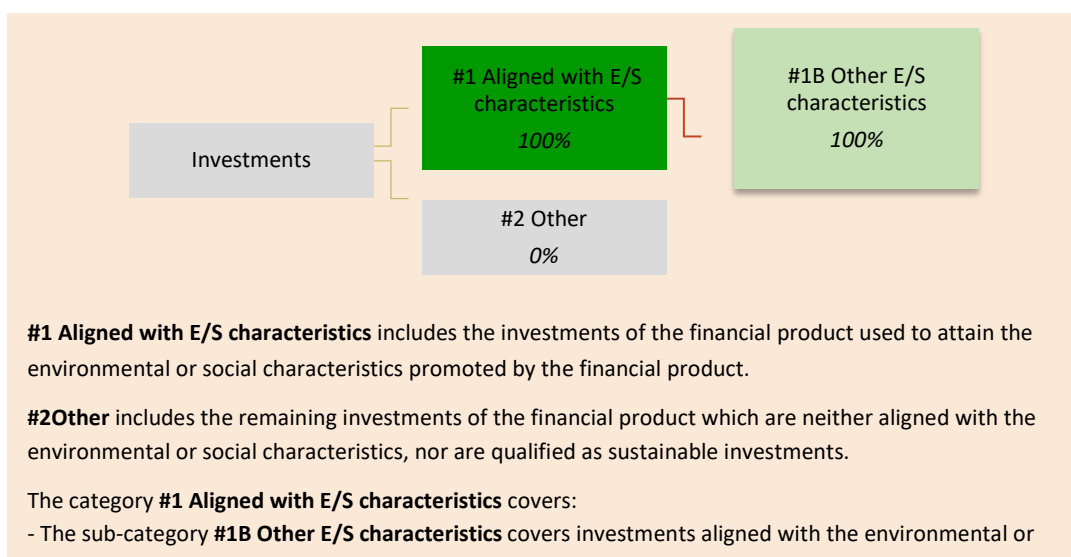 #1 Aligned with E/S
characteristics
100%
#1B Other E/S
characteristics
100%
Investments
#2 Other
0%
#1 Aligned with E/S characteristics includes the investments of the financial product used to attain the
environmental or social characteristics promoted by the financial product.
#2Other includes the remaining investments of the financial product which are neither aligned with the
environmental or social characteristics, nor are qualified as sustainable investments.
The category #1 Aligned with E/S characteristics covers:
- The sub-category #1B Other E/S characteristics covers investments aligned with the environmental or